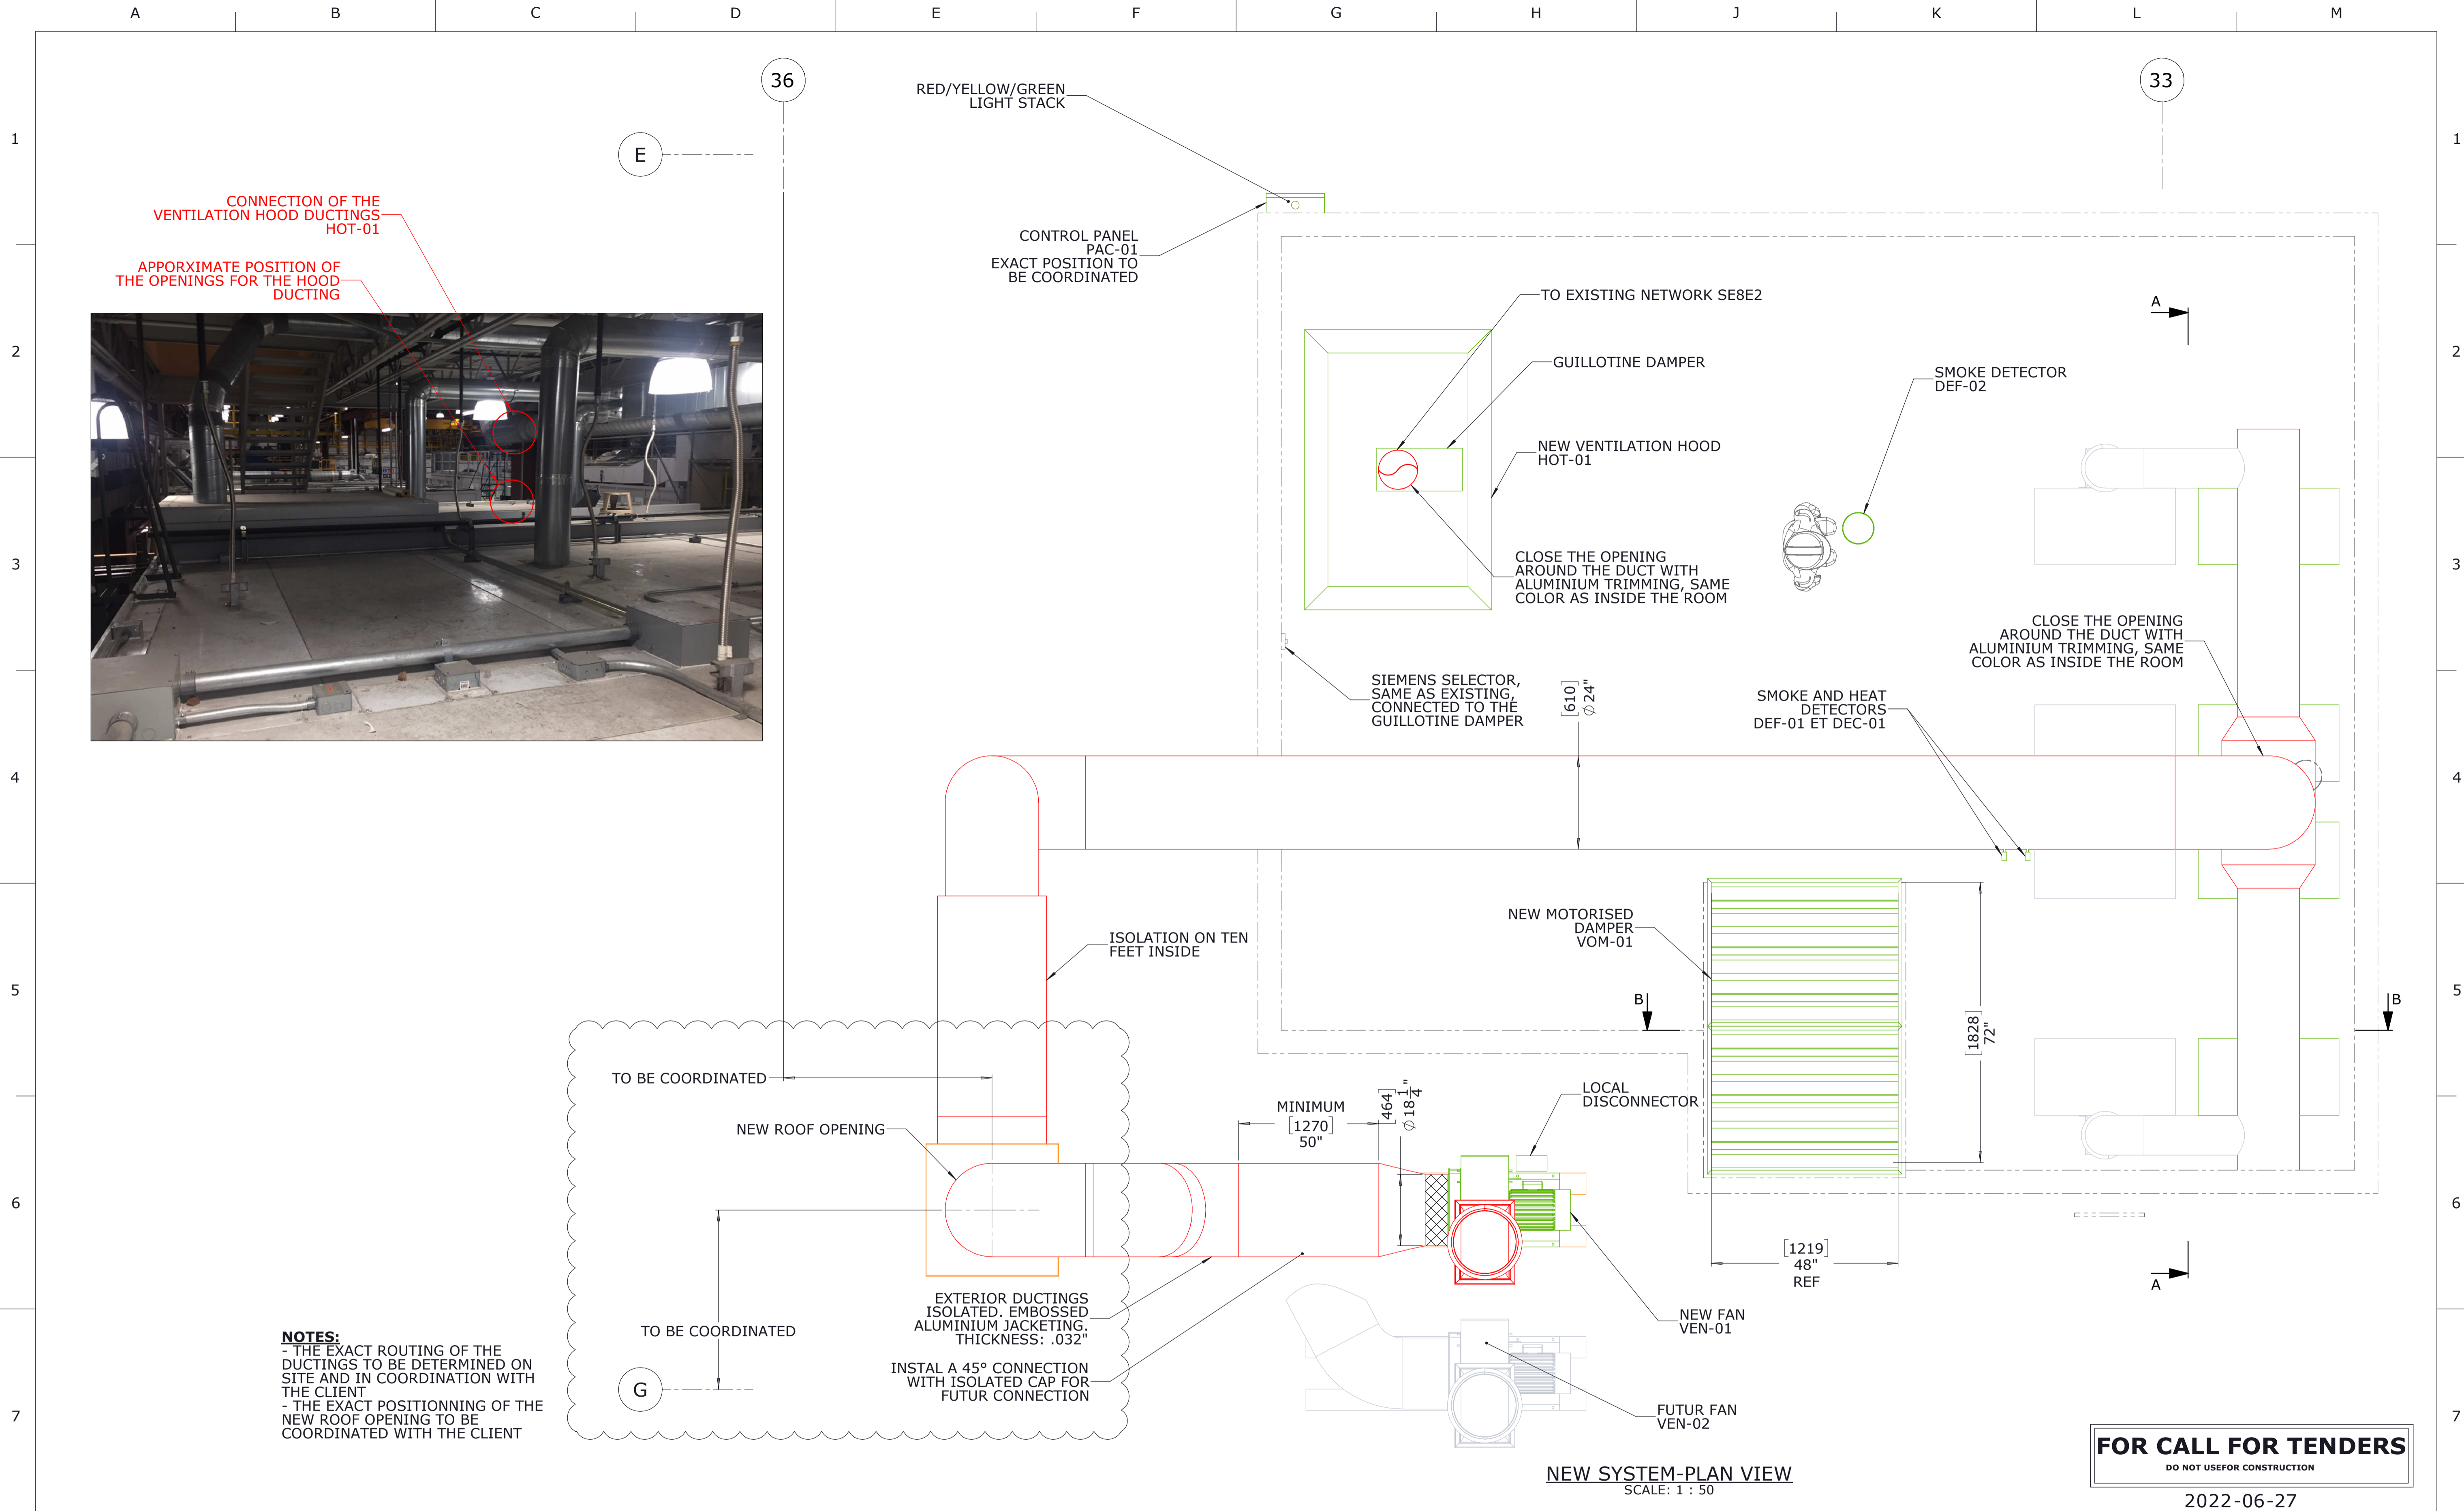 A B C D E F G H J K L M
36
33
E
1
1
RED/YELLOW/GREEN
LIGHT STACK
CONNECTION OF THE
VENTILATION HOOD DUCTINGS
HOT-01
CONTROL PANEL
PAC-01
EXACT POSITION TO
BE COORDINATED
APPORXIMATE POSITION OF
THE OPENINGS FOR THE HOOD
DUCTING
TO EXISTING NETWORK SE8E2
A
2
2
GUILLOTINE DAMPER
SMOKE DETECTOR
DEF-02
NEW VENTILATION HOOD
HOT-01
3
3
CLOSE THE OPENING
AROUND THE DUCT WITH
ALUMINIUM TRIMMING, SAME
COLOR AS INSIDE THE ROOM
CLOSE THE OPENING
AROUND THE DUCT WITH
ALUMINIUM TRIMMING, SAME
COLOR AS INSIDE THE ROOM
SIEMENS SELECTOR,
SAME AS EXISTING,
CONNECTED TO THE
GUILLOTINE DAMPER
[610]
Ø 24"
SMOKE AND HEAT
DETECTORS
DEF-01 ET DEC-01
4
4
NEW MOTORISED
DAMPER
VOM-01
ISOLATION ON TEN
FEET INSIDE
5
5
B
B
[1828]
72"
TO BE COORDINATED
NEW ROOF OPENING
MINIMUM
[1270]
50"
[464]
Ø 18 1/4"
LOCAL
DISCONNECTOR
6
6
[1219]
48"
REF
A
EXTERIOR DUCTINGS
ISOLATED. EMBOSSED
ALUMINIUM JACKETING.
THICKNESS: .032"
TO BE COORDINATED
NEW FAN
VEN-01
INSTAL A 45° CONNECTION
WITH ISOLATED CAP FOR
FUTUR CONNECTION
G
FUTUR FAN
VEN-02
7
7
NOTES:
- THE EXACT ROUTING OF THE
DUCTINGS TO BE DETERMINED ON
SITE AND IN COORDINATION WITH
THE CLIENT
- THE EXACT POSITIONNING OF THE
NEW ROOF OPENING TO BE
COORDINATED WITH THE CLIENT
NEW SYSTEM-PLAN VIEW
SCALE: 1 : 50
FOR CALL FOR TENDERS
DO NOT USEFOR CONSTRUCTION
2022-06-27